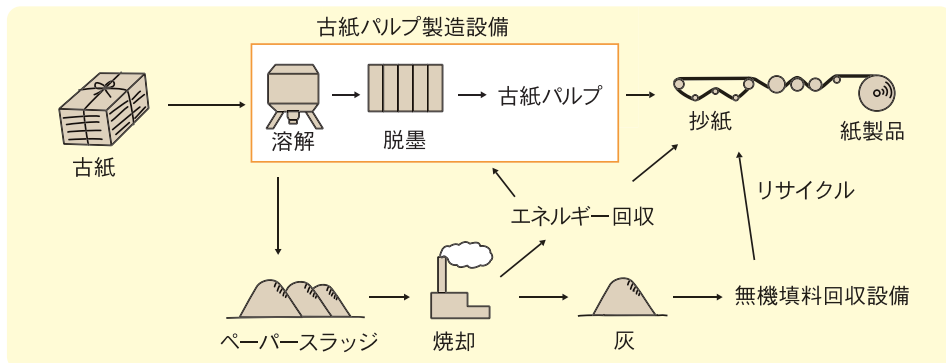 古紙パルプ製造設備
古紙
溶解
脱墨
古紙パルプ
抄紙
紙製品
エネルギー回収
リサイクル
ペーパースラッジ
焼却
灰
無機填料回収設備